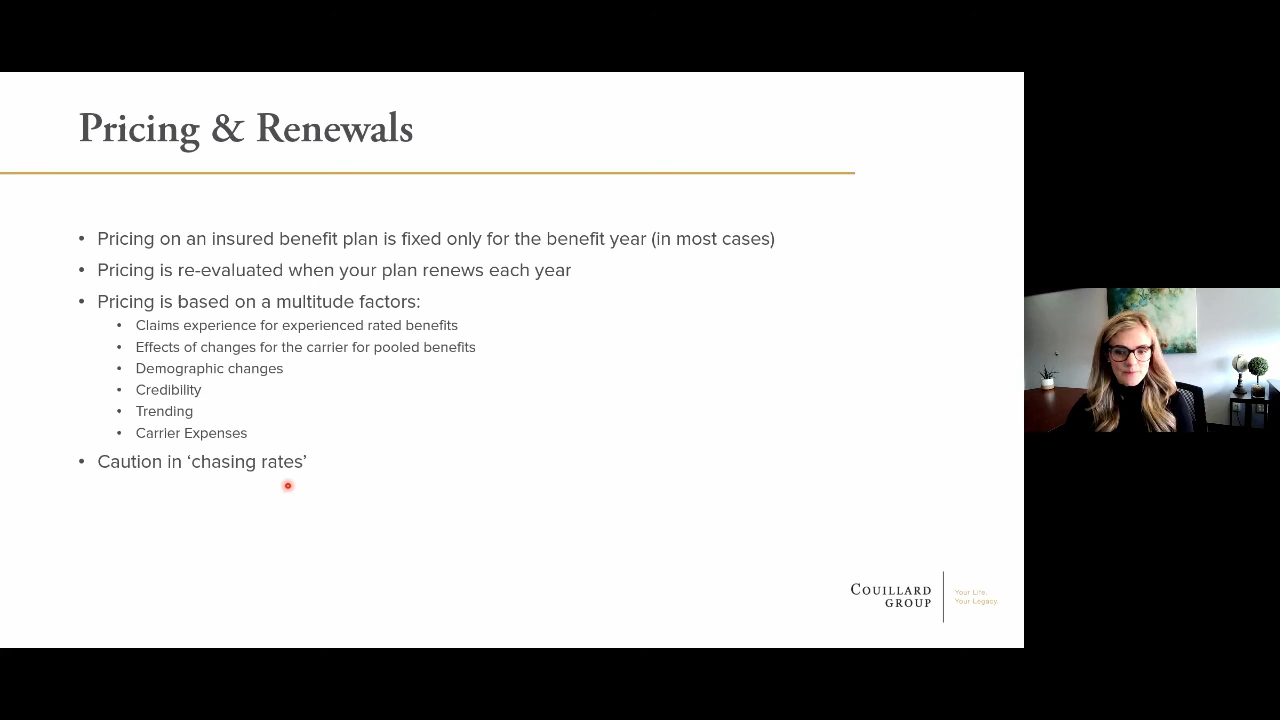 Pricing & Renewals
• Pricing on an insured benefit plan is fixed only for the benefit year (in most cases)
• Pricing is re-evaluated when your plan renews each year
• Pricing is based on a multitude factors:
• Claims experience for experienced rated benefits
• Effects of changes for the carrier for pooled benefits
• Demographic changes
• Credibility
• Trending
• Carrier Expenses
• Caution in ‘chasing rates’
COUILLARD
GROUP
Your Life.
Your Legacy.